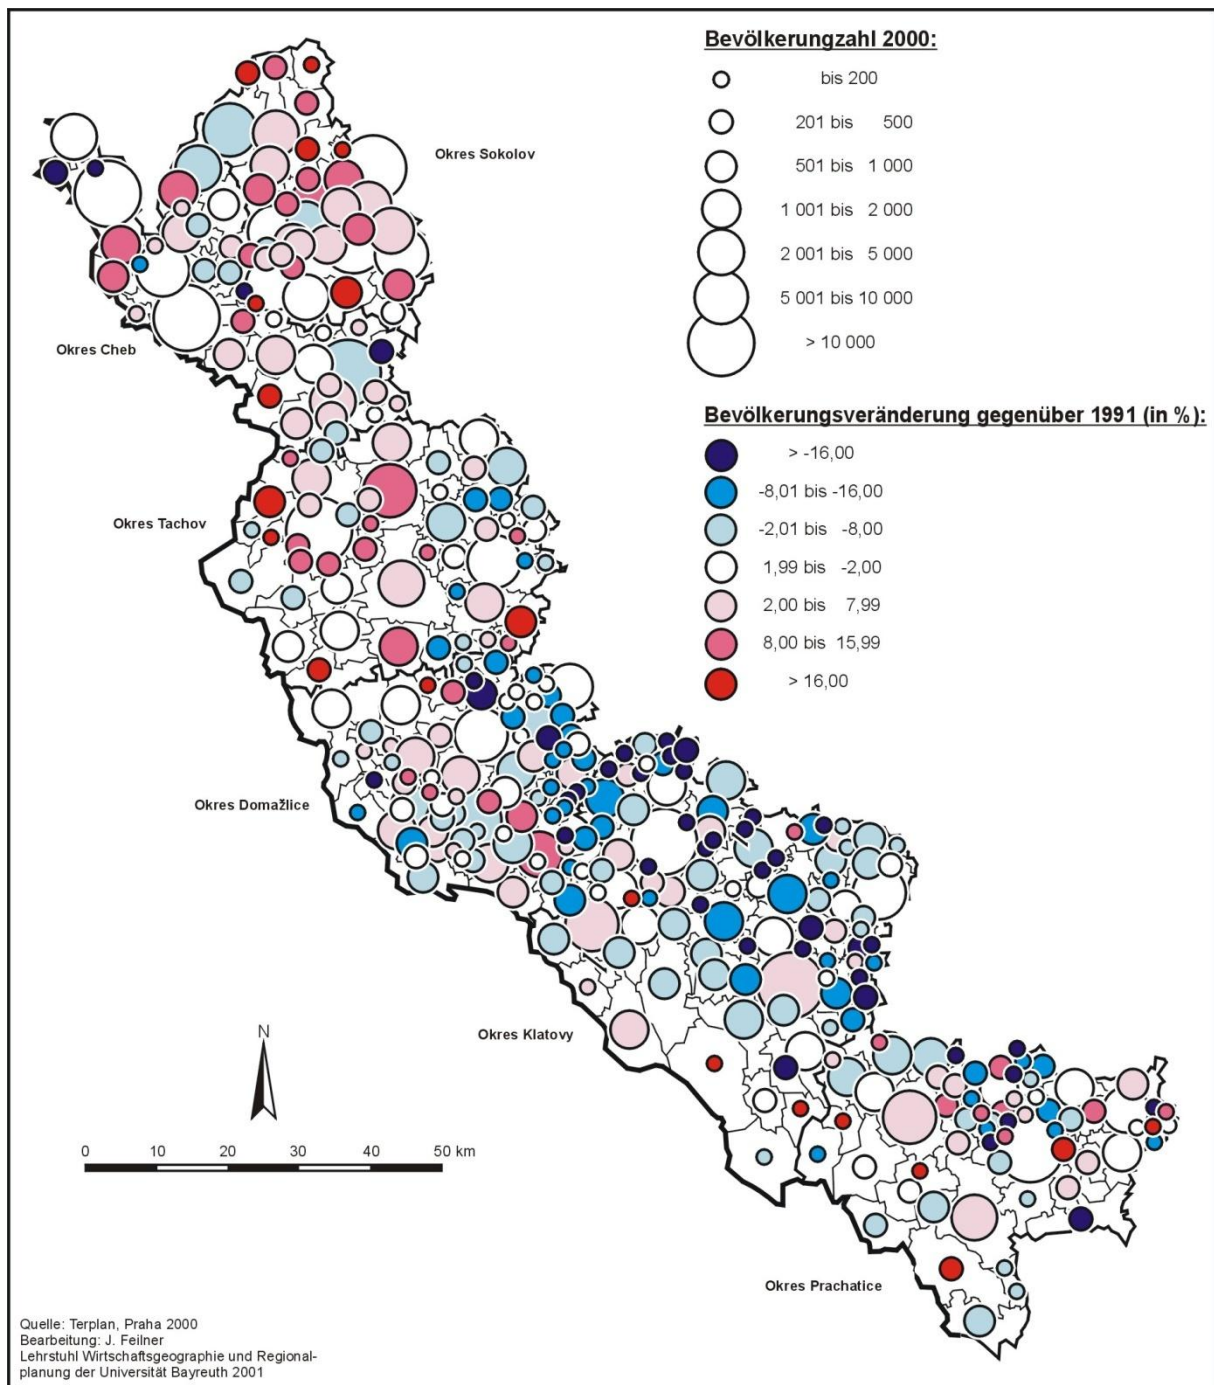 Bevölkerungzahl 2000:
bis 200
201 bis 500
501 bis 1 000
1 001 bis 2 000
2 001 bis 5 000
5 001 bis 10 000
> 10 000
Bevölkerungsveränderung gegenüber 1991 (in %):
> -16,00
-8,01 bis -16,00
-2,01 bis -8,00
1,99 bis -2,00
2,00 bis 7,99
8,00 bis 15,99
> 16,00
Okres Sokolov
Okres Cheb
Okres Tachov
Okres Domažlice
Okres Klatovy
Okres Prachatice
N
0 10 20 30 40 50 km
Quelle: Terplan, Praha 2000
Bearbeitung: J. Feilner
Lehrstuhl Wirtschaftsgeographie und Regional-
planung der Universität Bayreuth 2001